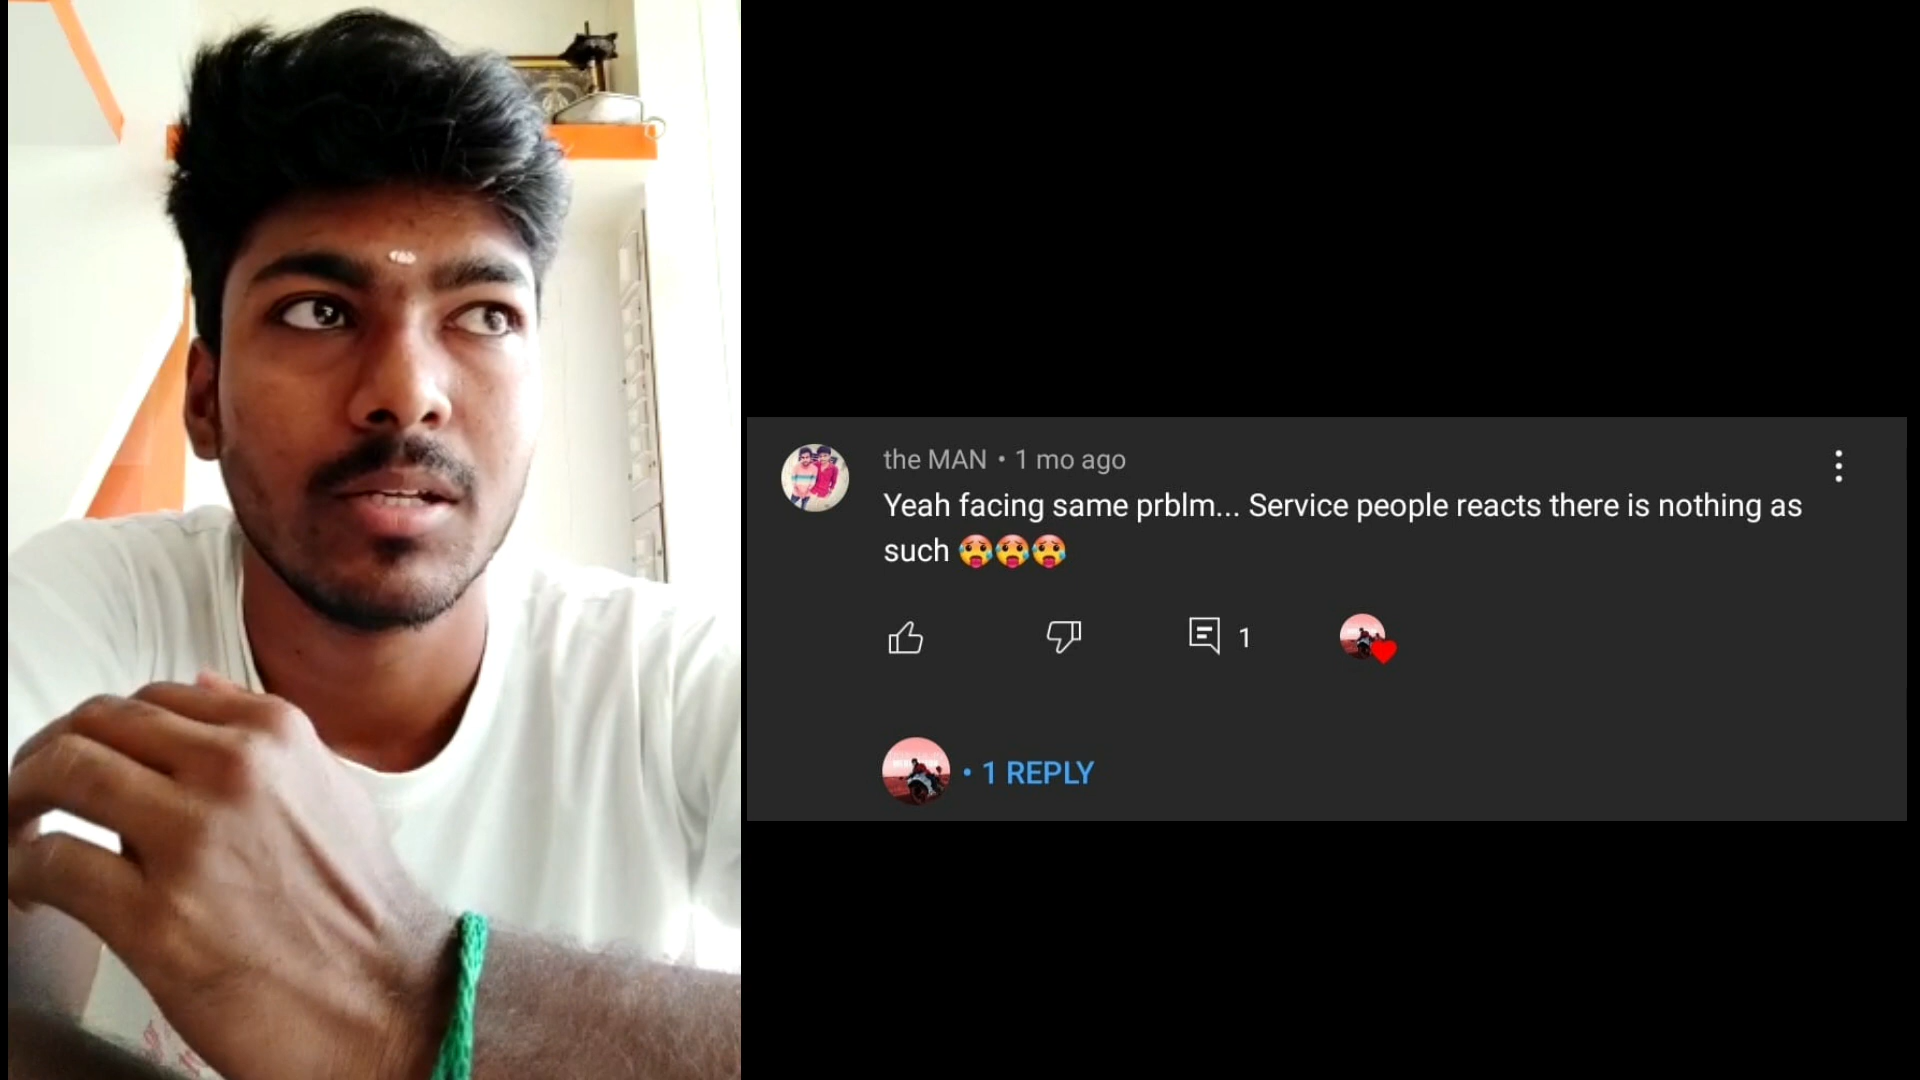 the MAN • 1 mo ago
Yeah facing same prblm... Service people reacts there is nothing as
such 🥵🥵🥵
1
• 1 REPLY